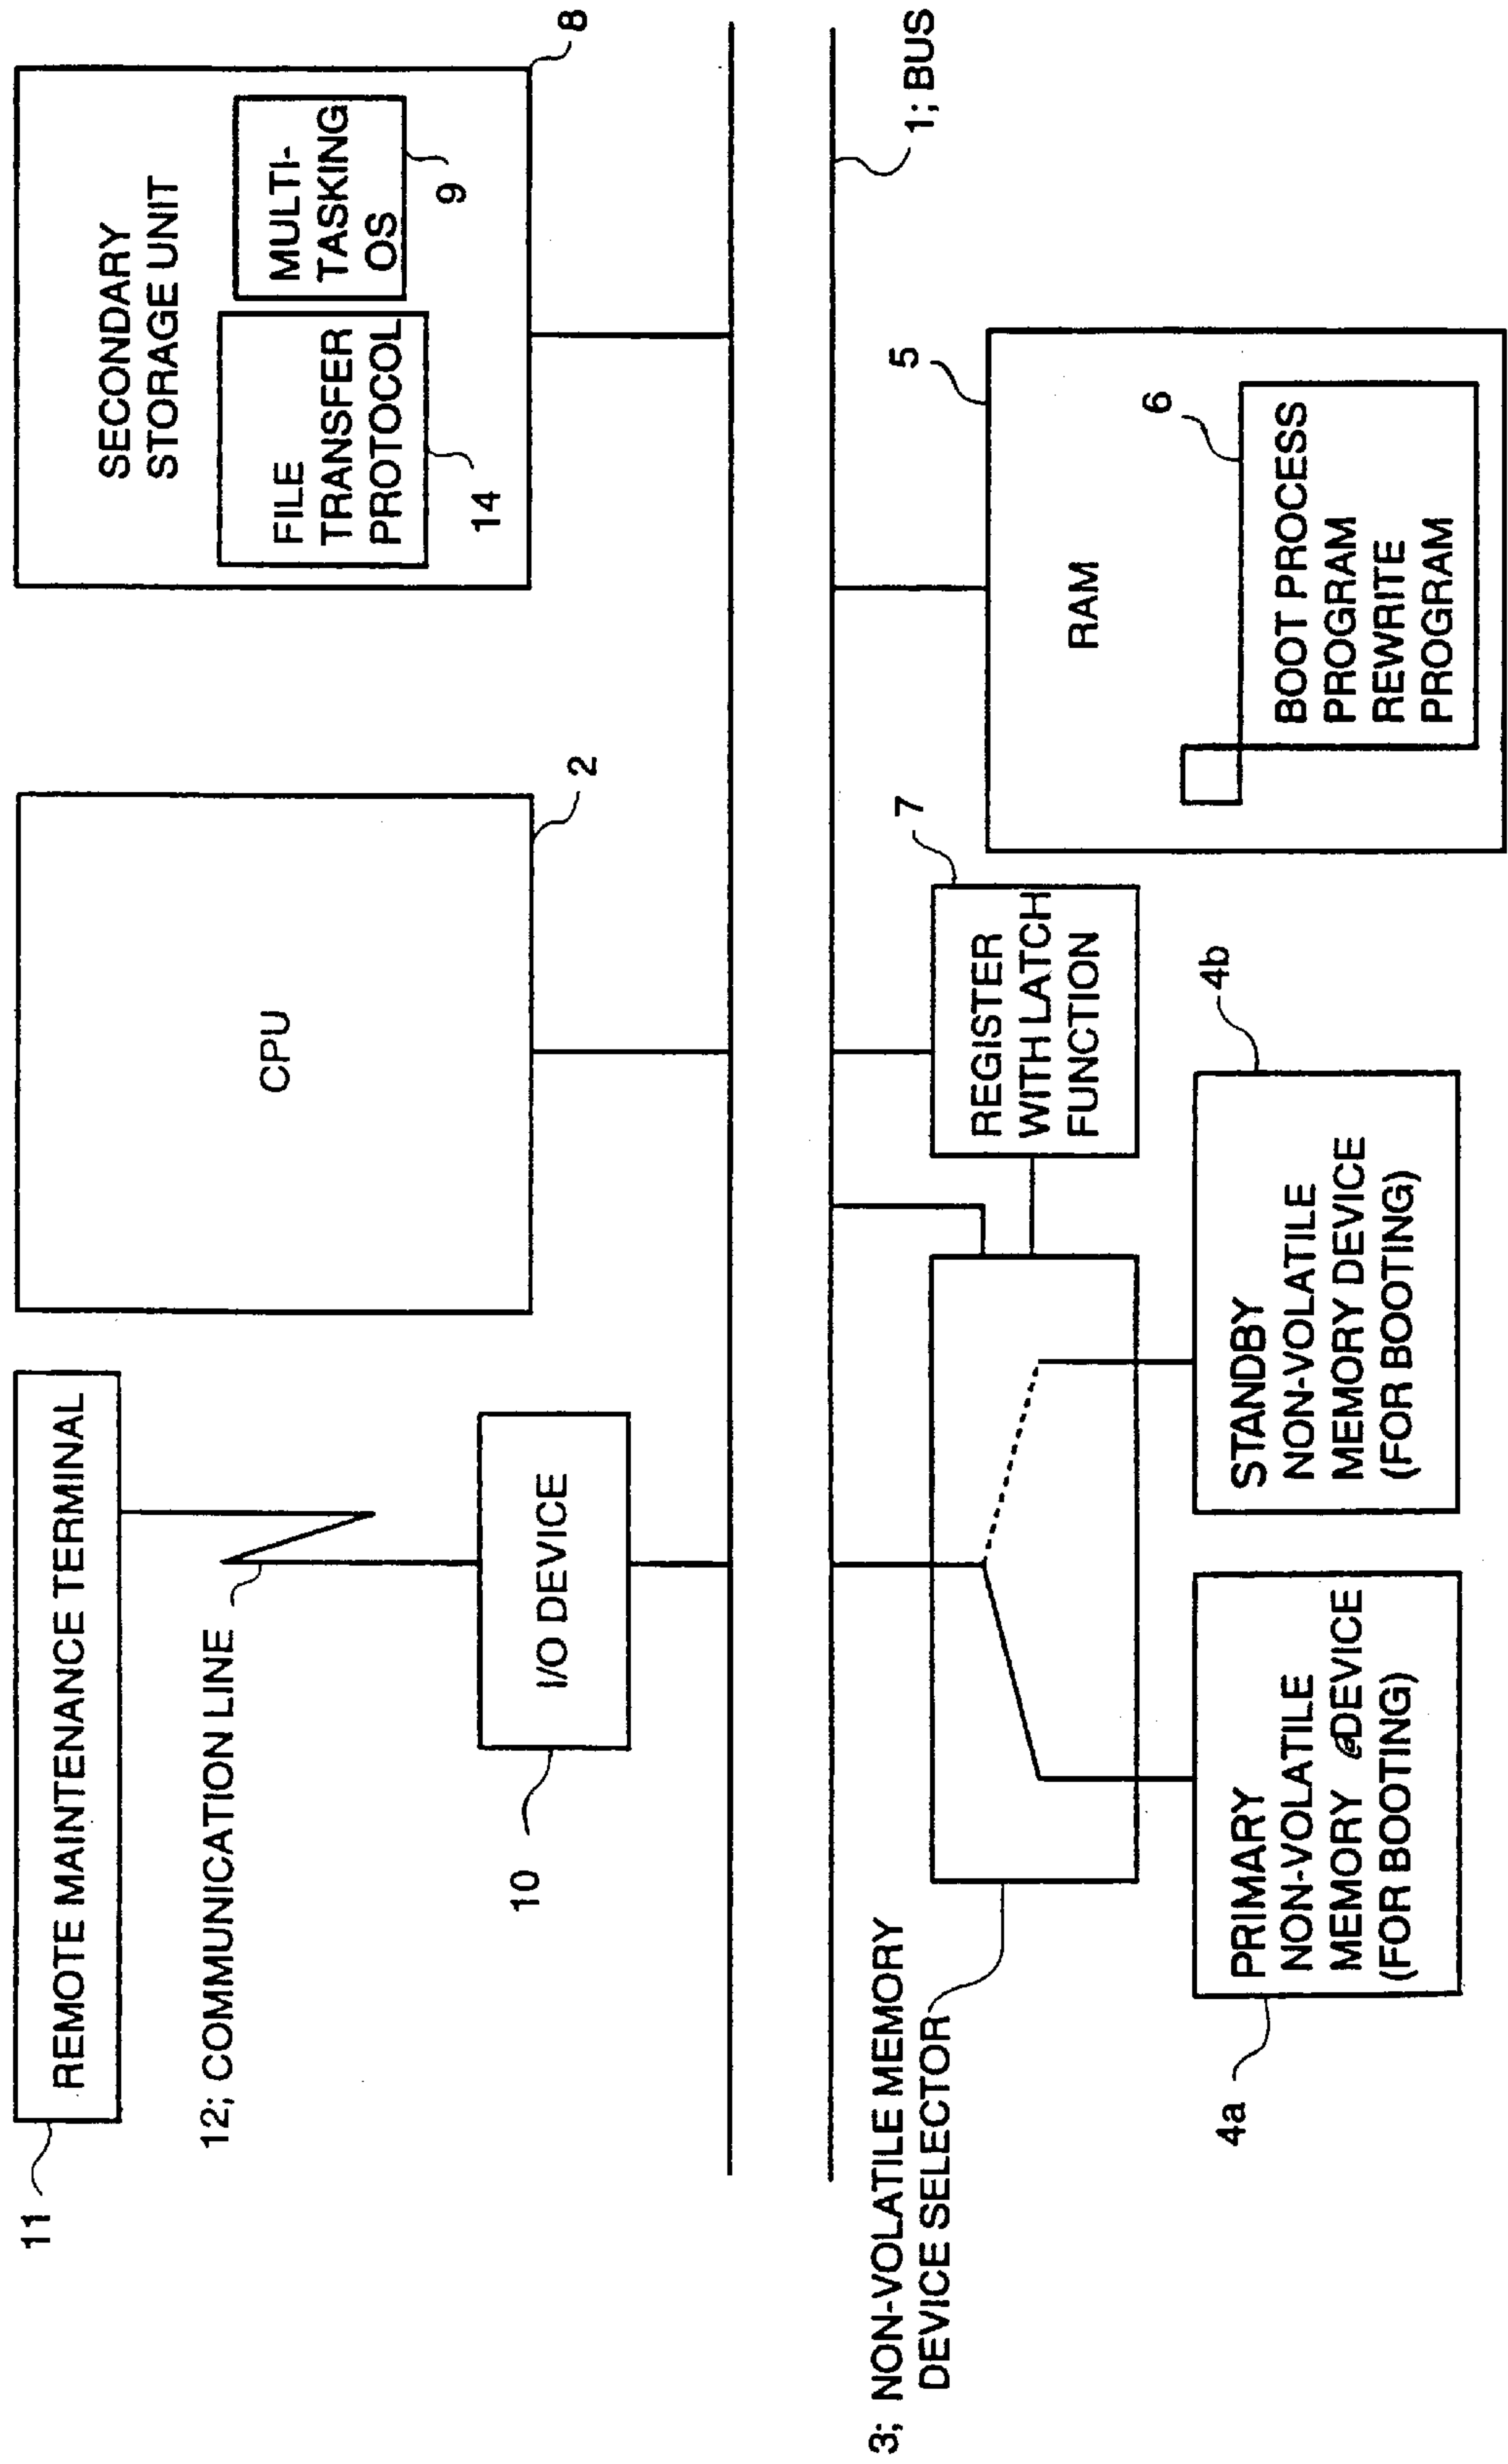 11
REMOTE MAINTENANCE TERMINAL
12; COMMUNICATION LINE
I/O DEVICE
10
CPU
2
SECONDARY
STORAGE UNIT
FILE
TRANSFER
PROTOCOL
14
MULTI-
TASKING
OS
9
8
1; BUS
3; NON-VOLATILE MEMORY
DEVICE SELECTOR
REGISTER
WITH LATCH
FUNCTION
7
RAM
5
BOOT PROCESS
PROGRAM
REWRITE
PROGRAM
6
PRIMARY
NON-VOLATILE
MEMORY @DEVICE
(FOR BOOTING)
4a
STANDBY
NON-VOLATILE
MEMORY DEVICE
(FOR BOOTING)
4b